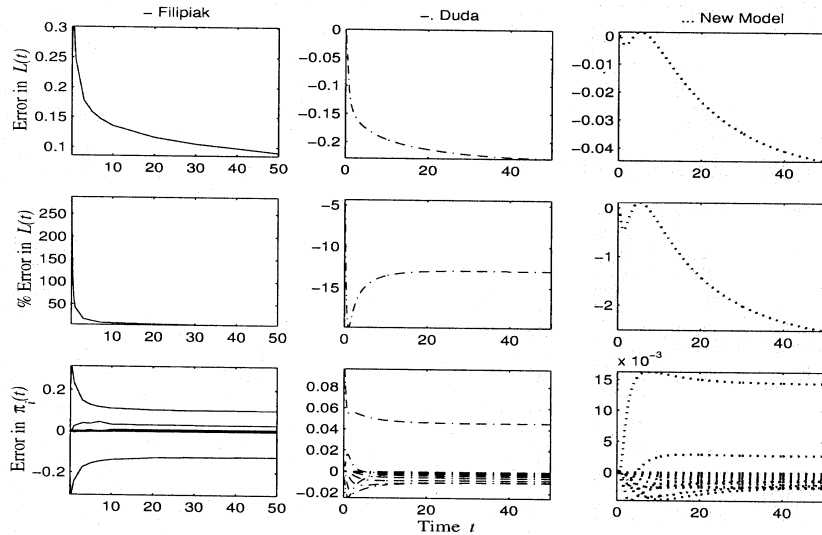 – Filipiak
–. Duda
... New Model
Error in L(t)
0.3
0.25
0.2
0.15
0.1
10 20 30 40 50
0
−0.05
−0.1
−0.15
−0.2
0 20 40
0
−0.01
−0.02
−0.03
−0.04
0 20 40
% Error in L(t)
250
200
150
100
50
10 20 30 40 50
−5
−10
−15
0 20 40
0
−1
−2
0 20 40
Error in πi(t)
0.2
0
−0.2
10 20 30 40 50
0.08
0.06
0.04
0.02
0
−0.02
0 20 40
x 10⁻³
15
10
5
0
0 20 40
Time t